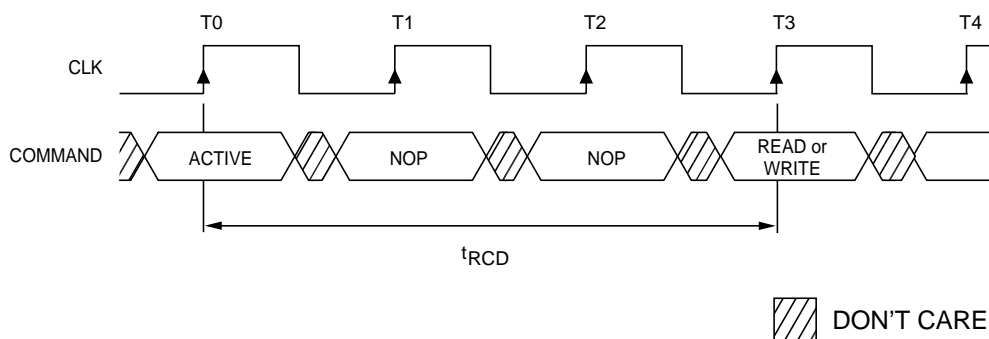 T0 T1 T2 T3 T4
CLK
COMMAND ACTIVE NOP NOP READ or
WRITE
tRCD
DON'T CARE